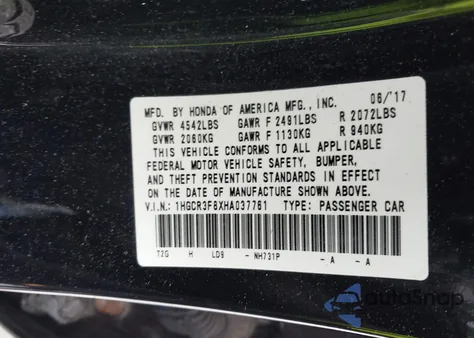 MFD. BY HONDA OF AMERICA MFG., INC. 06/'17
GVWR 4542LBS GAWR F 2491LBS R 2072LBS
GVWR 2060KG GAWR F 1130KG R 940KG
THIS VEHICLE CONFORMS TO ALL APPLICABLE
FEDERAL MOTOR VEHICLE SAFETY, BUMPER,
AND THEFT PREVENTION STANDARDS IN EFFECT
ON THE DATE OF MANUFACTURE SHOWN ABOVE.
V.I.N.: 1HGCR3F8XHA037781 TYPE: PASSENGER CAR
T2G H LD9 - NH731P - A - A
autoSnap